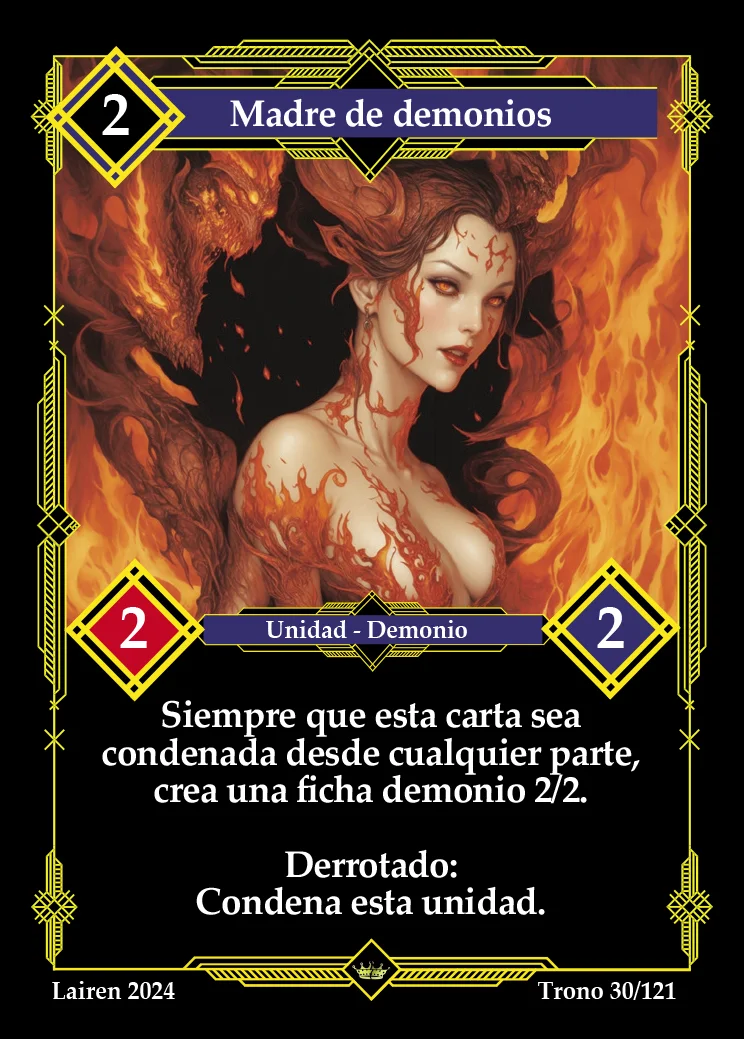 2
Madre de demonios
2
Unidad - Demonio
2
Siempre que esta carta sea
condenada desde cualquier parte,
crea una ficha demonio 2/2.
Derrotado:
Condena esta unidad.
Lairen 2024
Trono 30/121